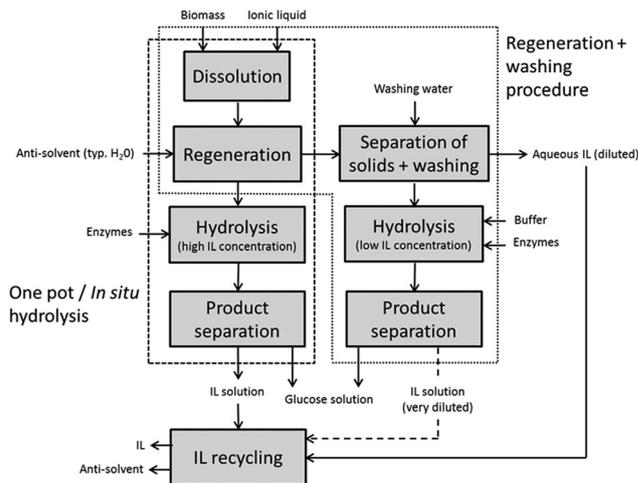 Biomass
Ionic liquid
Regeneration +
washing
procedure
Dissolution
Washing water
Anti-solvent (typ. H20)
Regeneration
Separation of
solids + washing
Aqueous IL (diluted)
Enzymes
Hydrolysis
(high IL concentration)
Hydrolysis
(low IL concentration)
Buffer
Enzymes
One pot / In situ
hydrolysis
Product
separation
Product
separation
IL solution
Glucose solution
IL solution
(very diluted)
IL
Anti-solvent
IL recycling